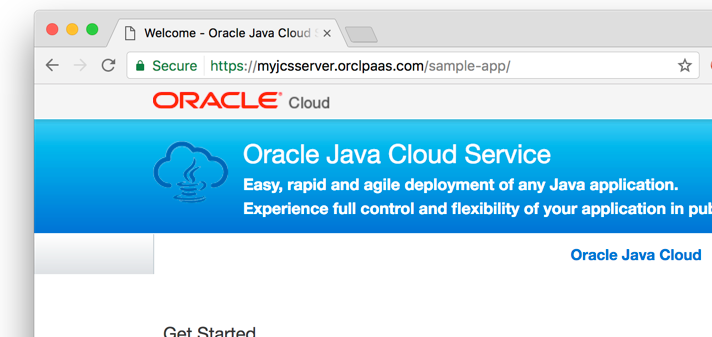 Welcome - Oracle Java Cloud
Secure https://myjcsserver.orclpaas.com/sample-app/
ORACLE® Cloud
Oracle Java Cloud Service
Easy, rapid and agile deployment of any Java application.
Experience full control and flexibility of your application in pub
Oracle Java Cloud
Get Started